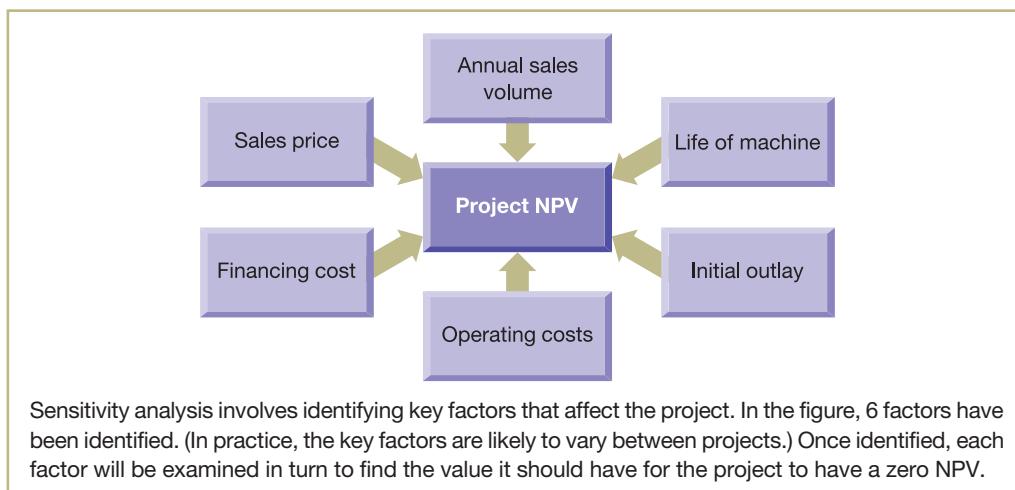 Annual sales
volume
Sales price
Life of machine
Project NPV
Financing cost
Initial outlay
Operating costs
Sensitivity analysis involves identifying key factors that affect the project. In the figure, 6 factors have
been identified. (In practice, the key factors are likely to vary between projects.) Once identified, each
factor will be examined in turn to find the value it should have for the project to have a zero NPV.